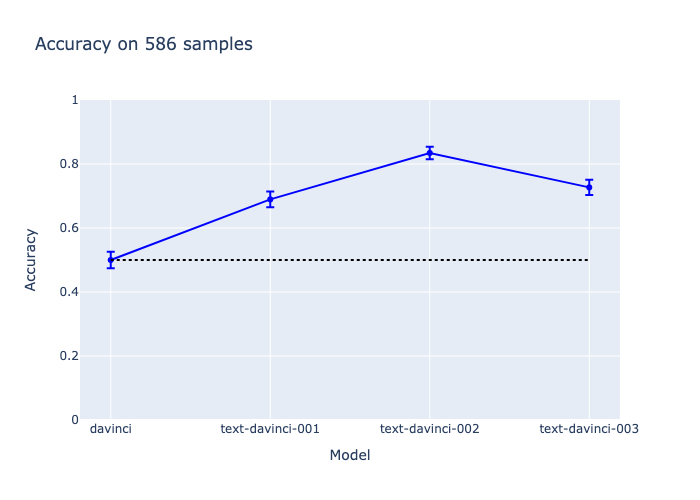 Accuracy on 586 samples
1
0.8
0.6
0.4
0.2
0
Accuracy
davinci
text-davinci-001
text-davinci-002
text-davinci-003
Model